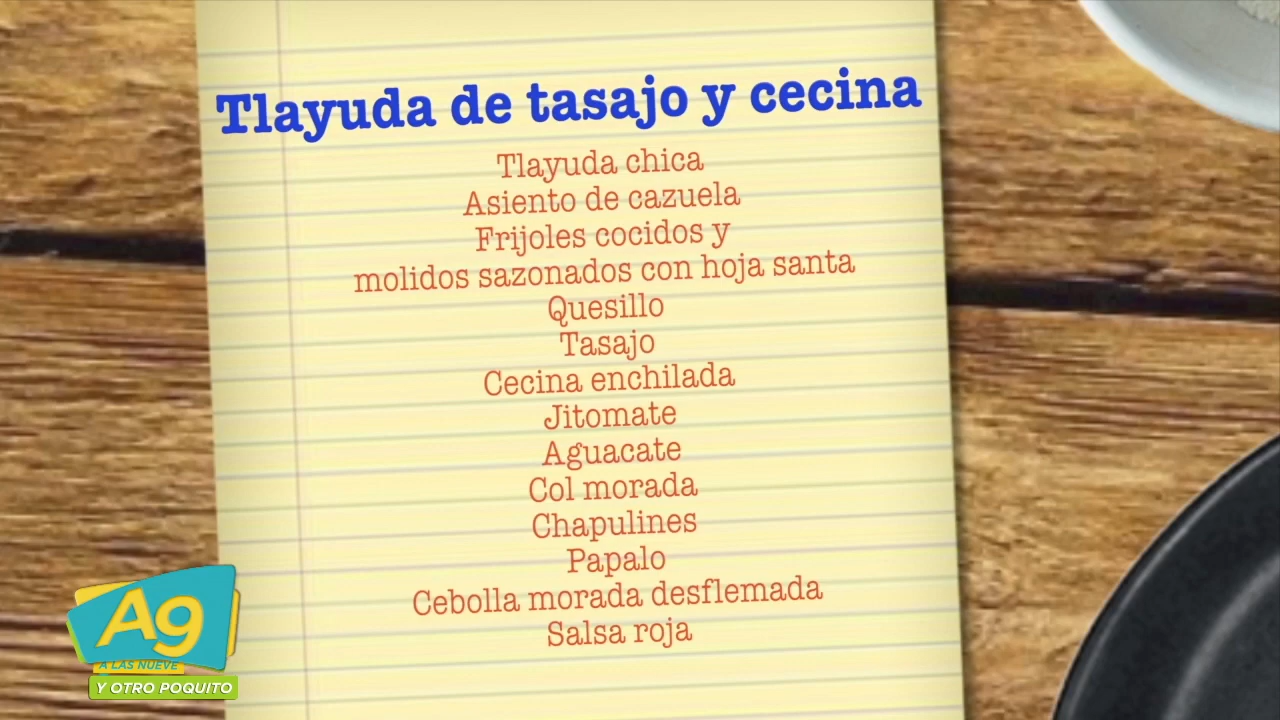 Tlayuda de tasajo y cecina
Tlayuda chica
Asiento de cazuela
Frijoles cocidos y
molidos sazonados con hoja santa
Quesillo
Tasajo
Cecina enchilada
Jitomate
Aguacate
Col morada
Chapulines
Papalo
Cebolla morada desflemada
Salsa roja
A9
A LAS NUEVE
Y OTRO POQUITO